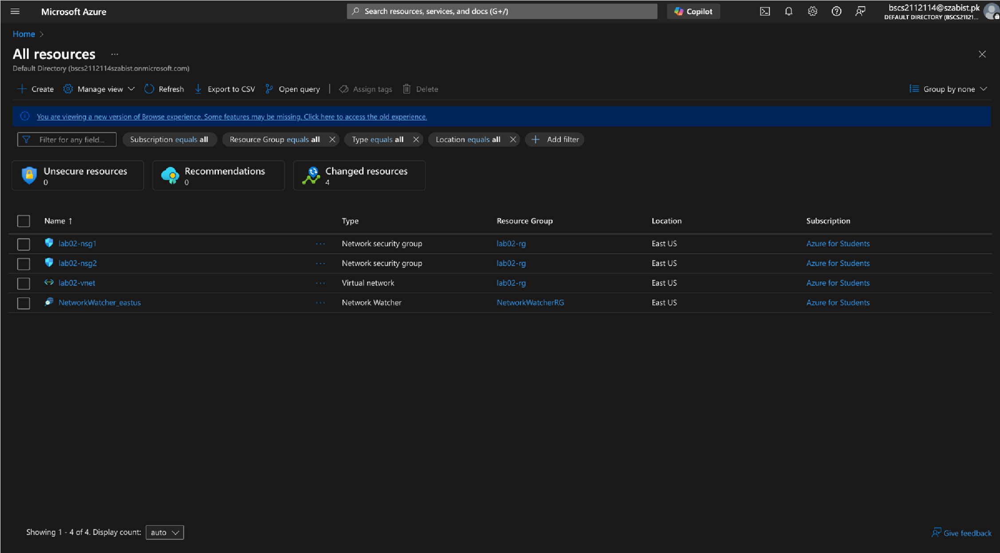 Microsoft Azure
Search resources, services, and docs (G+/)
Copilot
bscs2112114@szabist.pk
DEFAULT DIRECTORY (BSCS21121...
Home
All resources ...
Default Directory (bscs2112114szabist.onmicrosoft.com)
Create Manage view Refresh Export to CSV Open query Assign tags Delete Group by none
You are viewing a new version of Browse experience. Some features may be missing. Click here to access the old experience.
Filter for any field... Subscription equals all Resource Group equals all Type equals all Location equals all Add filter
Unsecure resources
0
Recommendations
0
Changed resources
4
Name ↑ Type Resource Group Location Subscription
lab02-nsg1 ... Network security group lab02-rg East US Azure for Students
lab02-nsg2 ... Network security group lab02-rg East US Azure for Students
lab02-vnet ... Virtual network lab02-rg East US Azure for Students
NetworkWatcher_eastus ... Network Watcher NetworkWatcherRG East US Azure for Students
Showing 1 - 4 of 4. Display count: auto
Give feedback